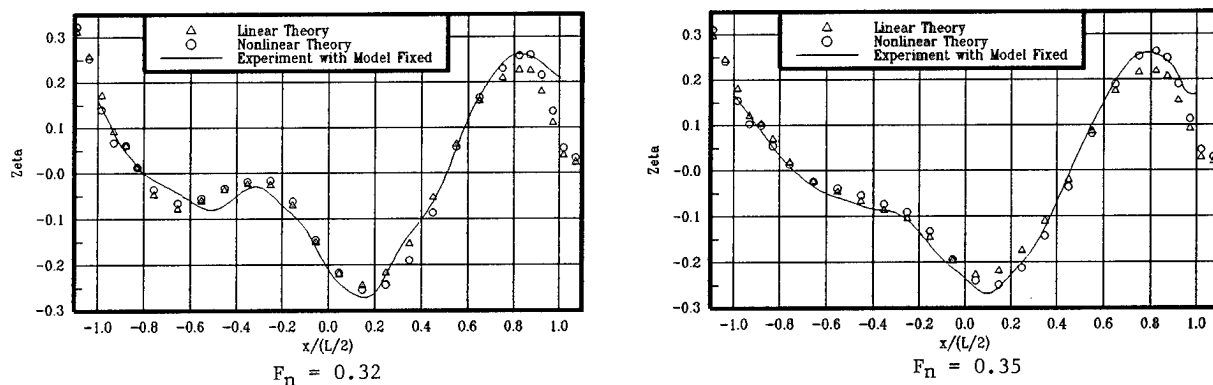 △ Linear Theory
○ Nonlinear Theory
Experiment with Model Fixed
Zeta
0.3
0.2
0.1
-0.0
-0.1
-0.2
-0.3
-1.0 -0.8 -0.6 -0.4 -0.2 0.0 0.2 0.4 0.6 0.8 1.0
x/(L/2)
Fn = 0.32
△ Linear Theory
○ Nonlinear Theory
Experiment with Model Fixed
Zeta
0.3
0.2
0.1
-0.0
-0.1
-0.2
-0.3
-1.0 -0.8 -0.6 -0.4 -0.2 0.0 0.2 0.4 0.6 0.8 1.0
x/(L/2)
Fn = 0.35